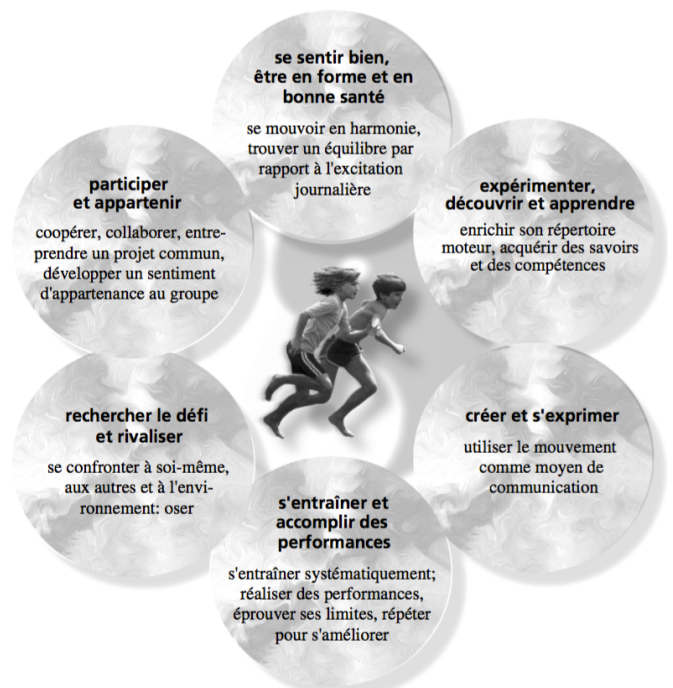 se sentir bien,
être en forme et en
bonne santé
se mouvoir en harmonie,
trouver un équilibre par
rapport à l'excitation
journalière
participer
et appartenir
coopérer, collaborer, entre-
prendre un projet commun,
développer un sentiment
d'appartenance au groupe
expérimenter,
découvrir et apprendre
enrichir son répertoire
moteur, acquérir des savoirs
et des compétences
rechercher le défi
et rivaliser
se confronter à soi-même,
aux autres et à l'envi-
ronnement: oser
créer et s'exprimer
utiliser le mouvement
comme moyen de
communication
s'entraîner et
accomplir des
performances
s'entraîner systématiquement;
réaliser des performances,
éprouver ses limites, répéter
pour s'améliorer